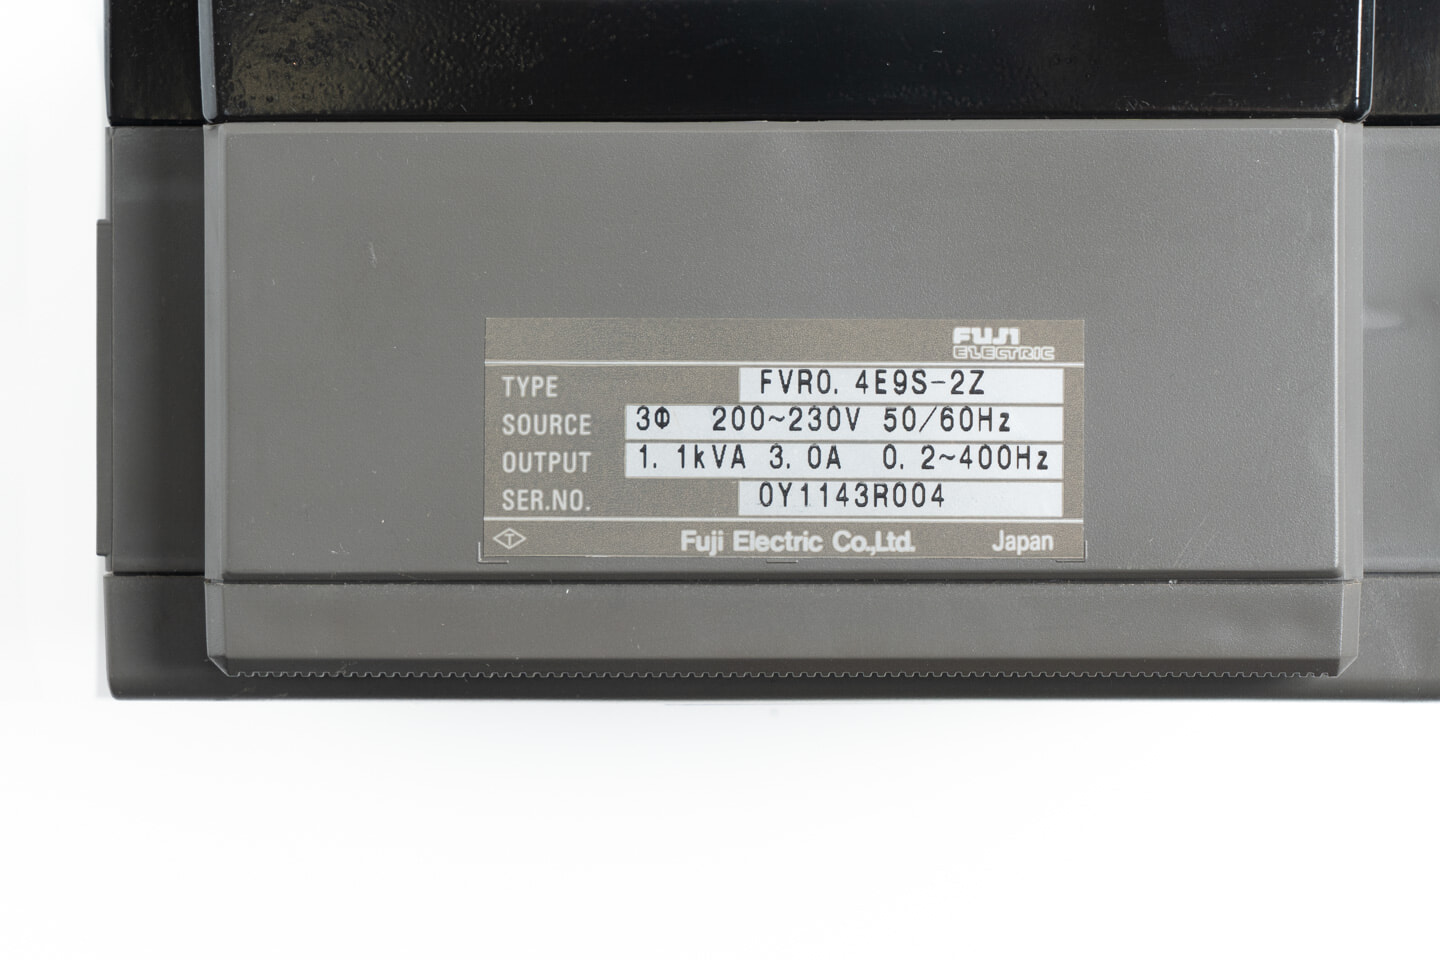 FUJI
ELECTRIC
TYPE FVR0. 4E9S-2Z
SOURCE 3Φ 200~230V 50/60Hz
OUTPUT 1. 1kVA 3. 0A 0. 2~400Hz
SER.NO. 0Y1143R004
T Fuji Electric Co.,Ltd. Japan